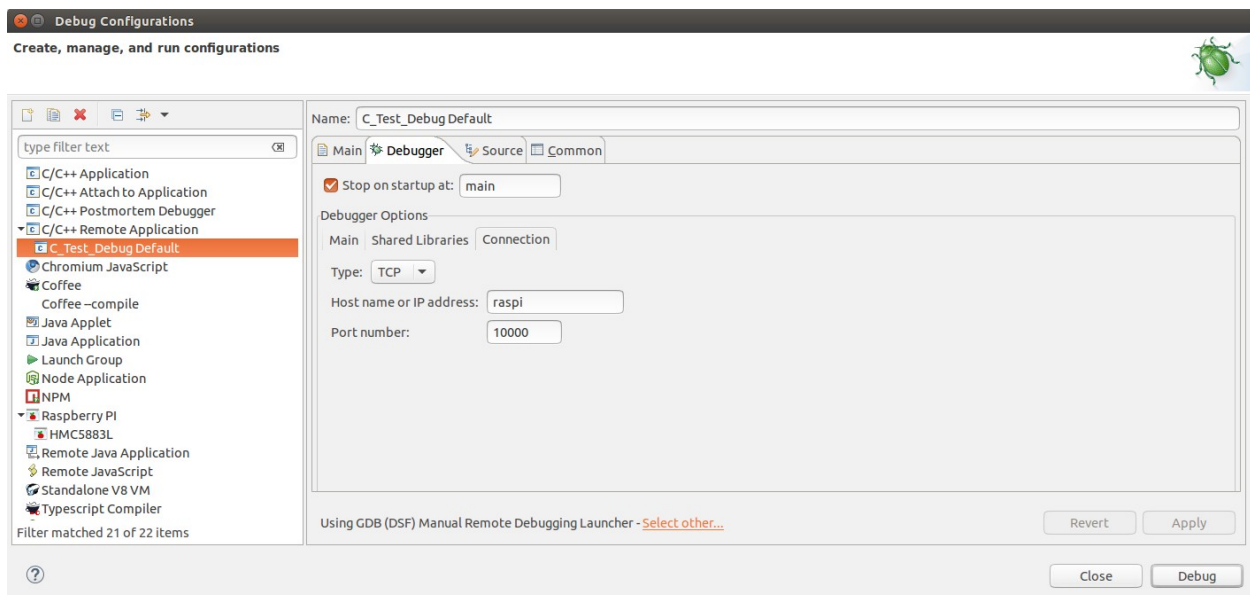 Debug Configurations
Create, manage, and run configurations
type filter text
C/C++ Application
C/C++ Attach to Application
C/C++ Postmortem Debugger
C/C++ Remote Application
C_Test_Debug Default
Chromium JavaScript
Coffee
Coffee --compile
Java Applet
Java Application
Launch Group
Node Application
NPM
Raspberry PI
HMC5883L
Remote Java Application
Remote JavaScript
Standalone V8 VM
Typescript Compiler
Filter matched 21 of 22 items
Name: C_Test_Debug Default
Main Debugger Source Common
Stop on startup at: main
Debugger Options
Main Shared Libraries Connection
Type: TCP
Host name or IP address: raspi
Port number: 10000
Using GDB (DSF) Manual Remote Debugging Launcher - Select other...
Revert Apply
Close Debug